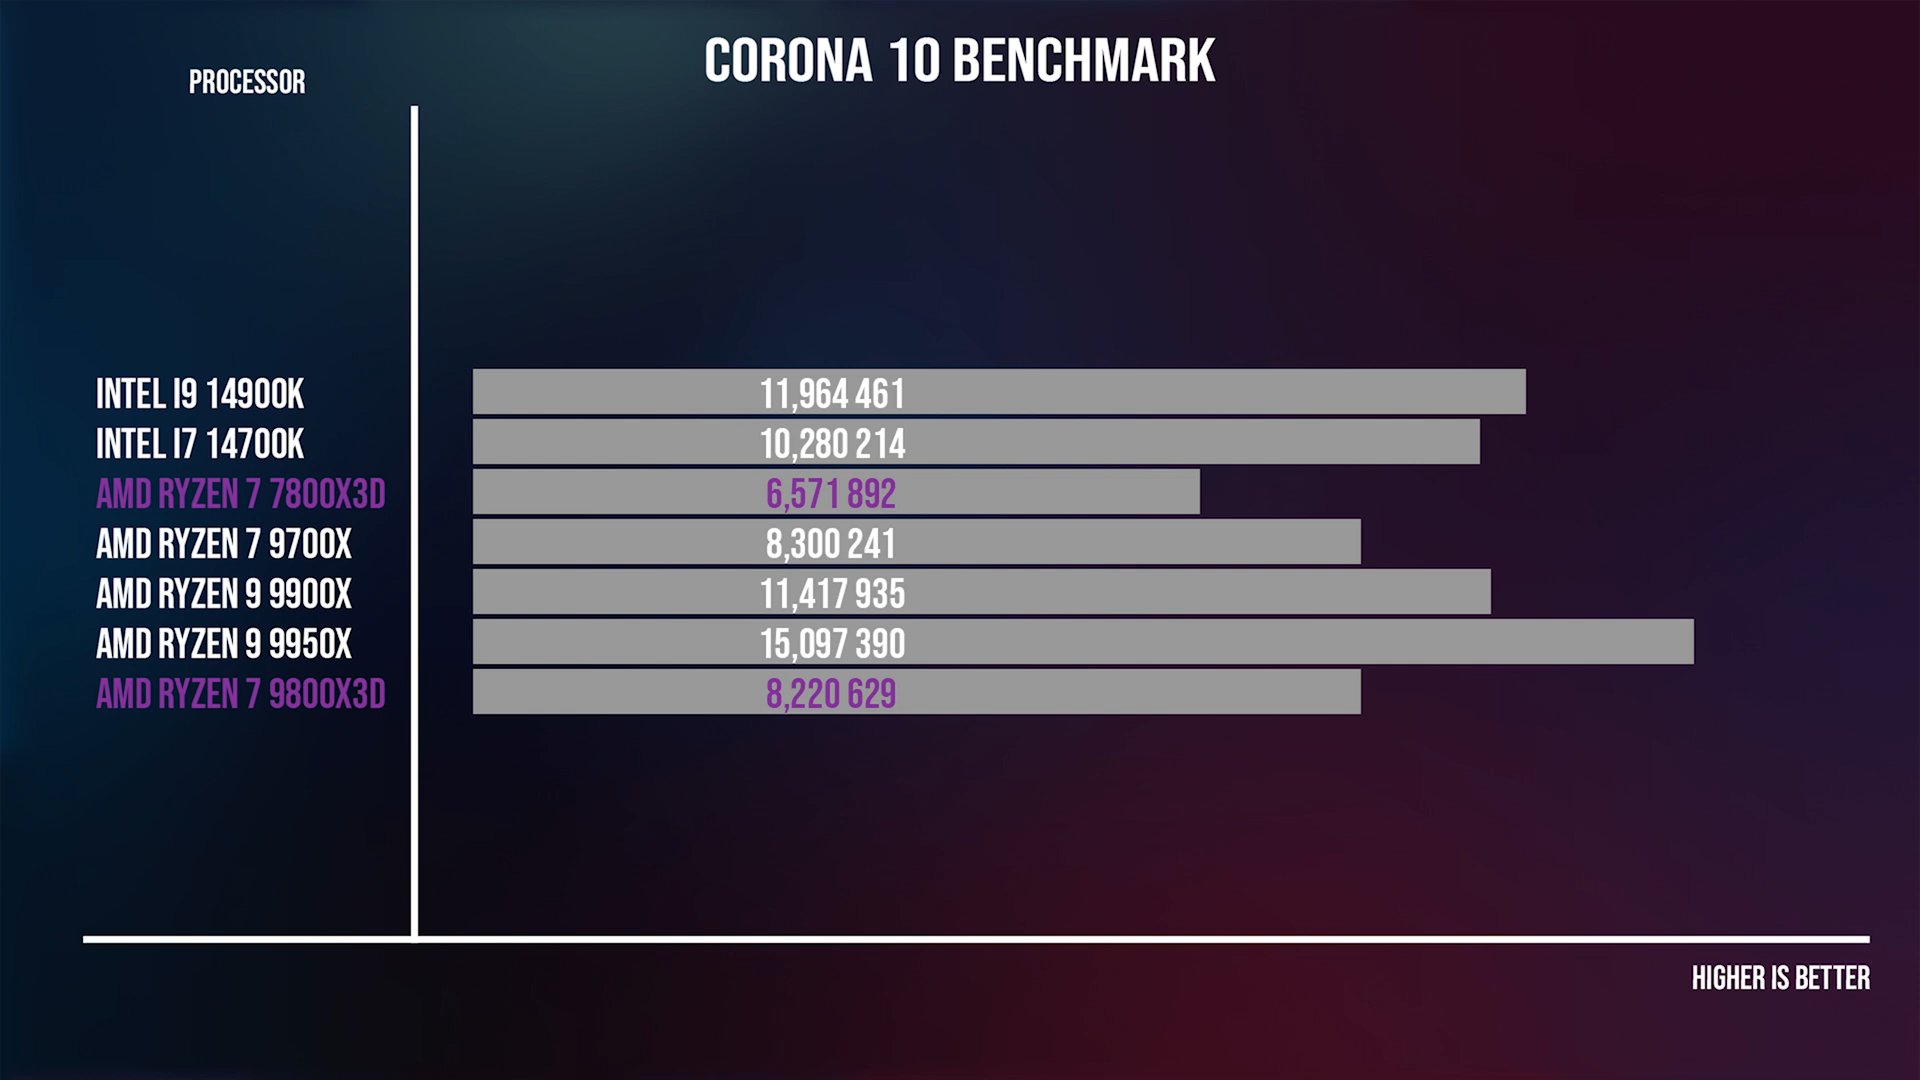 CORONA 10 BENCHMARK
PROCESSOR
INTEL I9 14900K 11,964 461
INTEL I7 14700K 10,280 214
AMD RYZEN 7 7800X3D 6,571 892
AMD RYZEN 7 9700X 8,300 241
AMD RYZEN 9 9900X 11,417 935
AMD RYZEN 9 9950X 15,097 390
AMD RYZEN 7 9800X3D 8,220 629
HIGHER IS BETTER